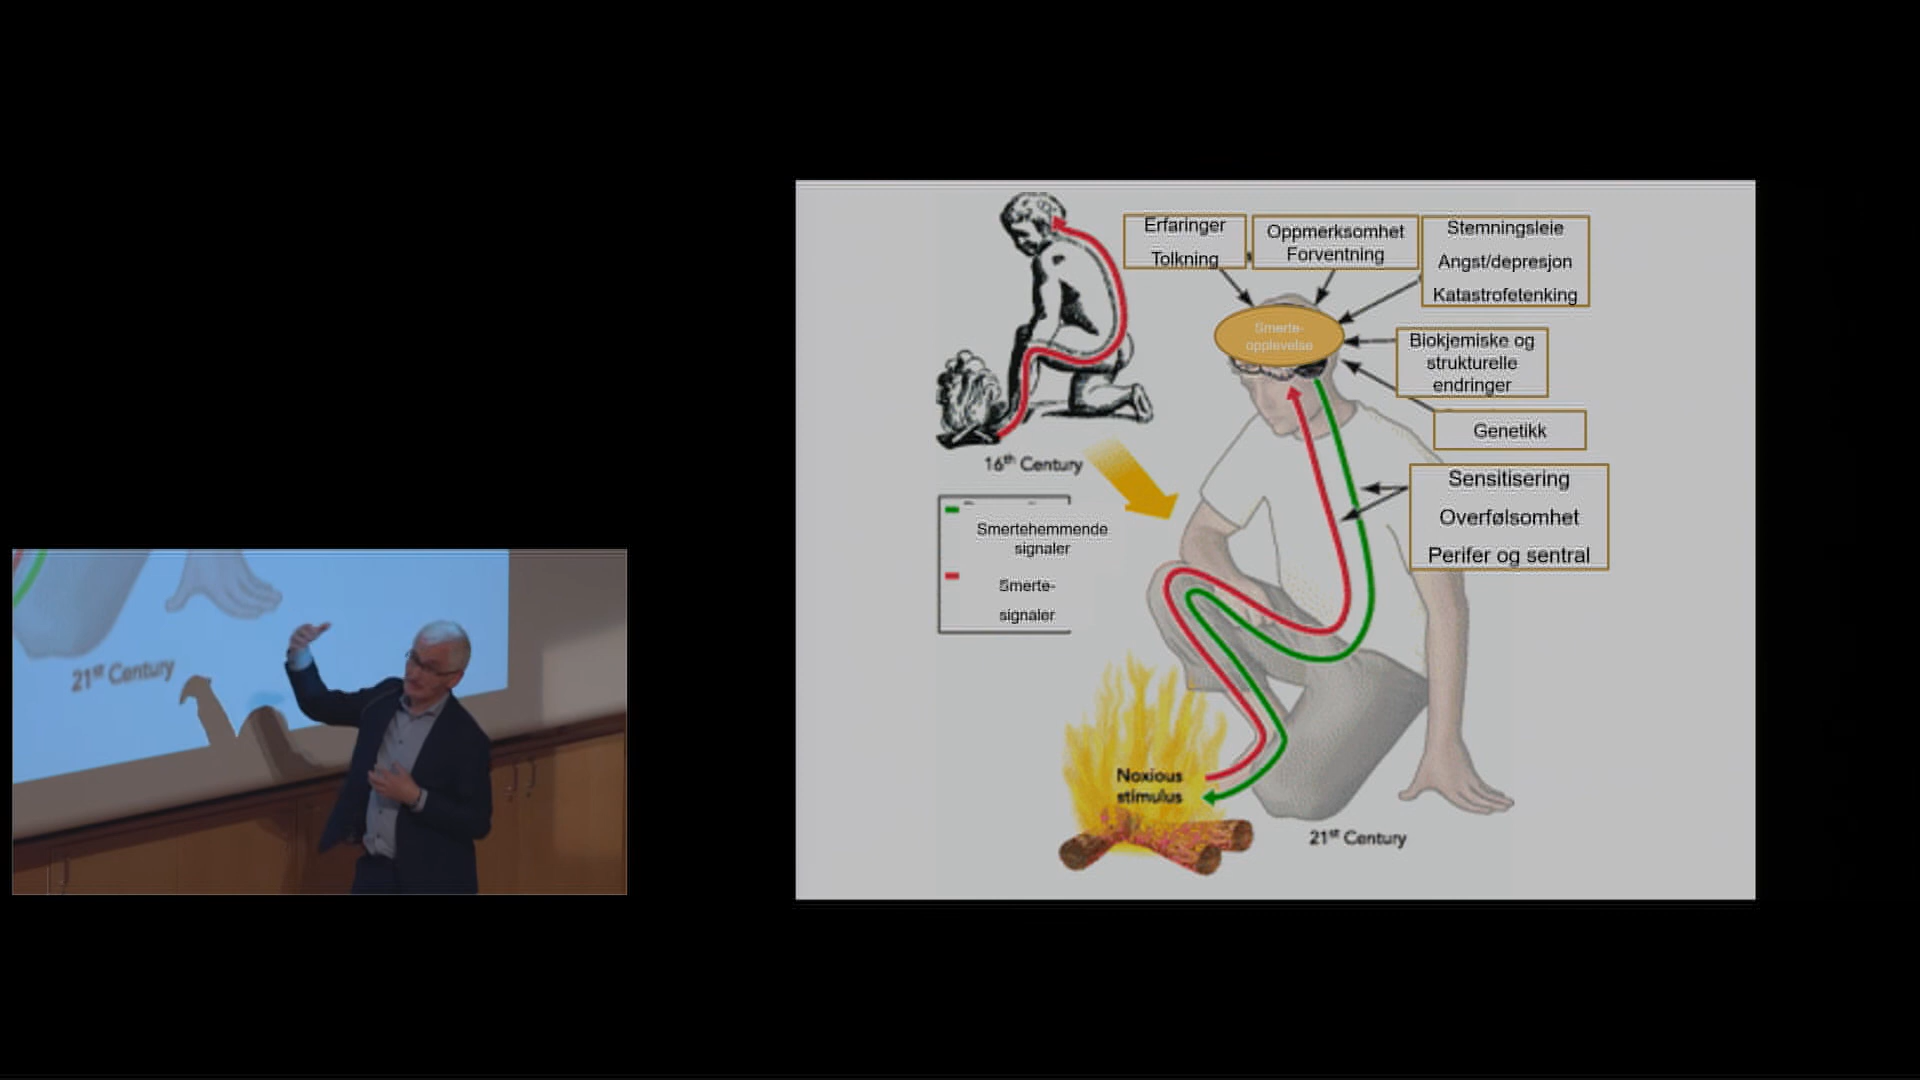 Erfaringer
Tolkning
Oppmerksomhet
Forventning
Stemningsleie
Angst/depresjon
Katastrofetenking
Smerte-
opplevelse
Biokjemiske og
strukturelle
endringer
Genetikk
16th Century
Sensitisering
Overfølsomhet
Perifer og sentral
Smertehemmende
signaler
Smerte-
signaler
Noxious
stimulus
21st Century
21st Century